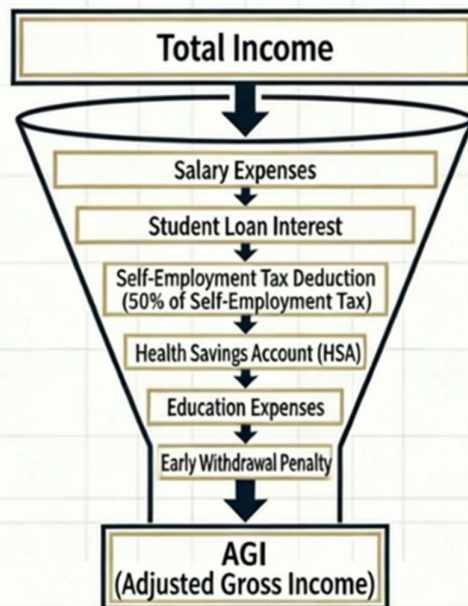 Total Income
Salary Expenses
Student Loan Interest
Self-Employment Tax Deduction
(50% of Self-Employment Tax)
Health Savings Account (HSA)
Education Expenses
Early Withdrawal Penalty
AGI
(Adjusted Gross Income)